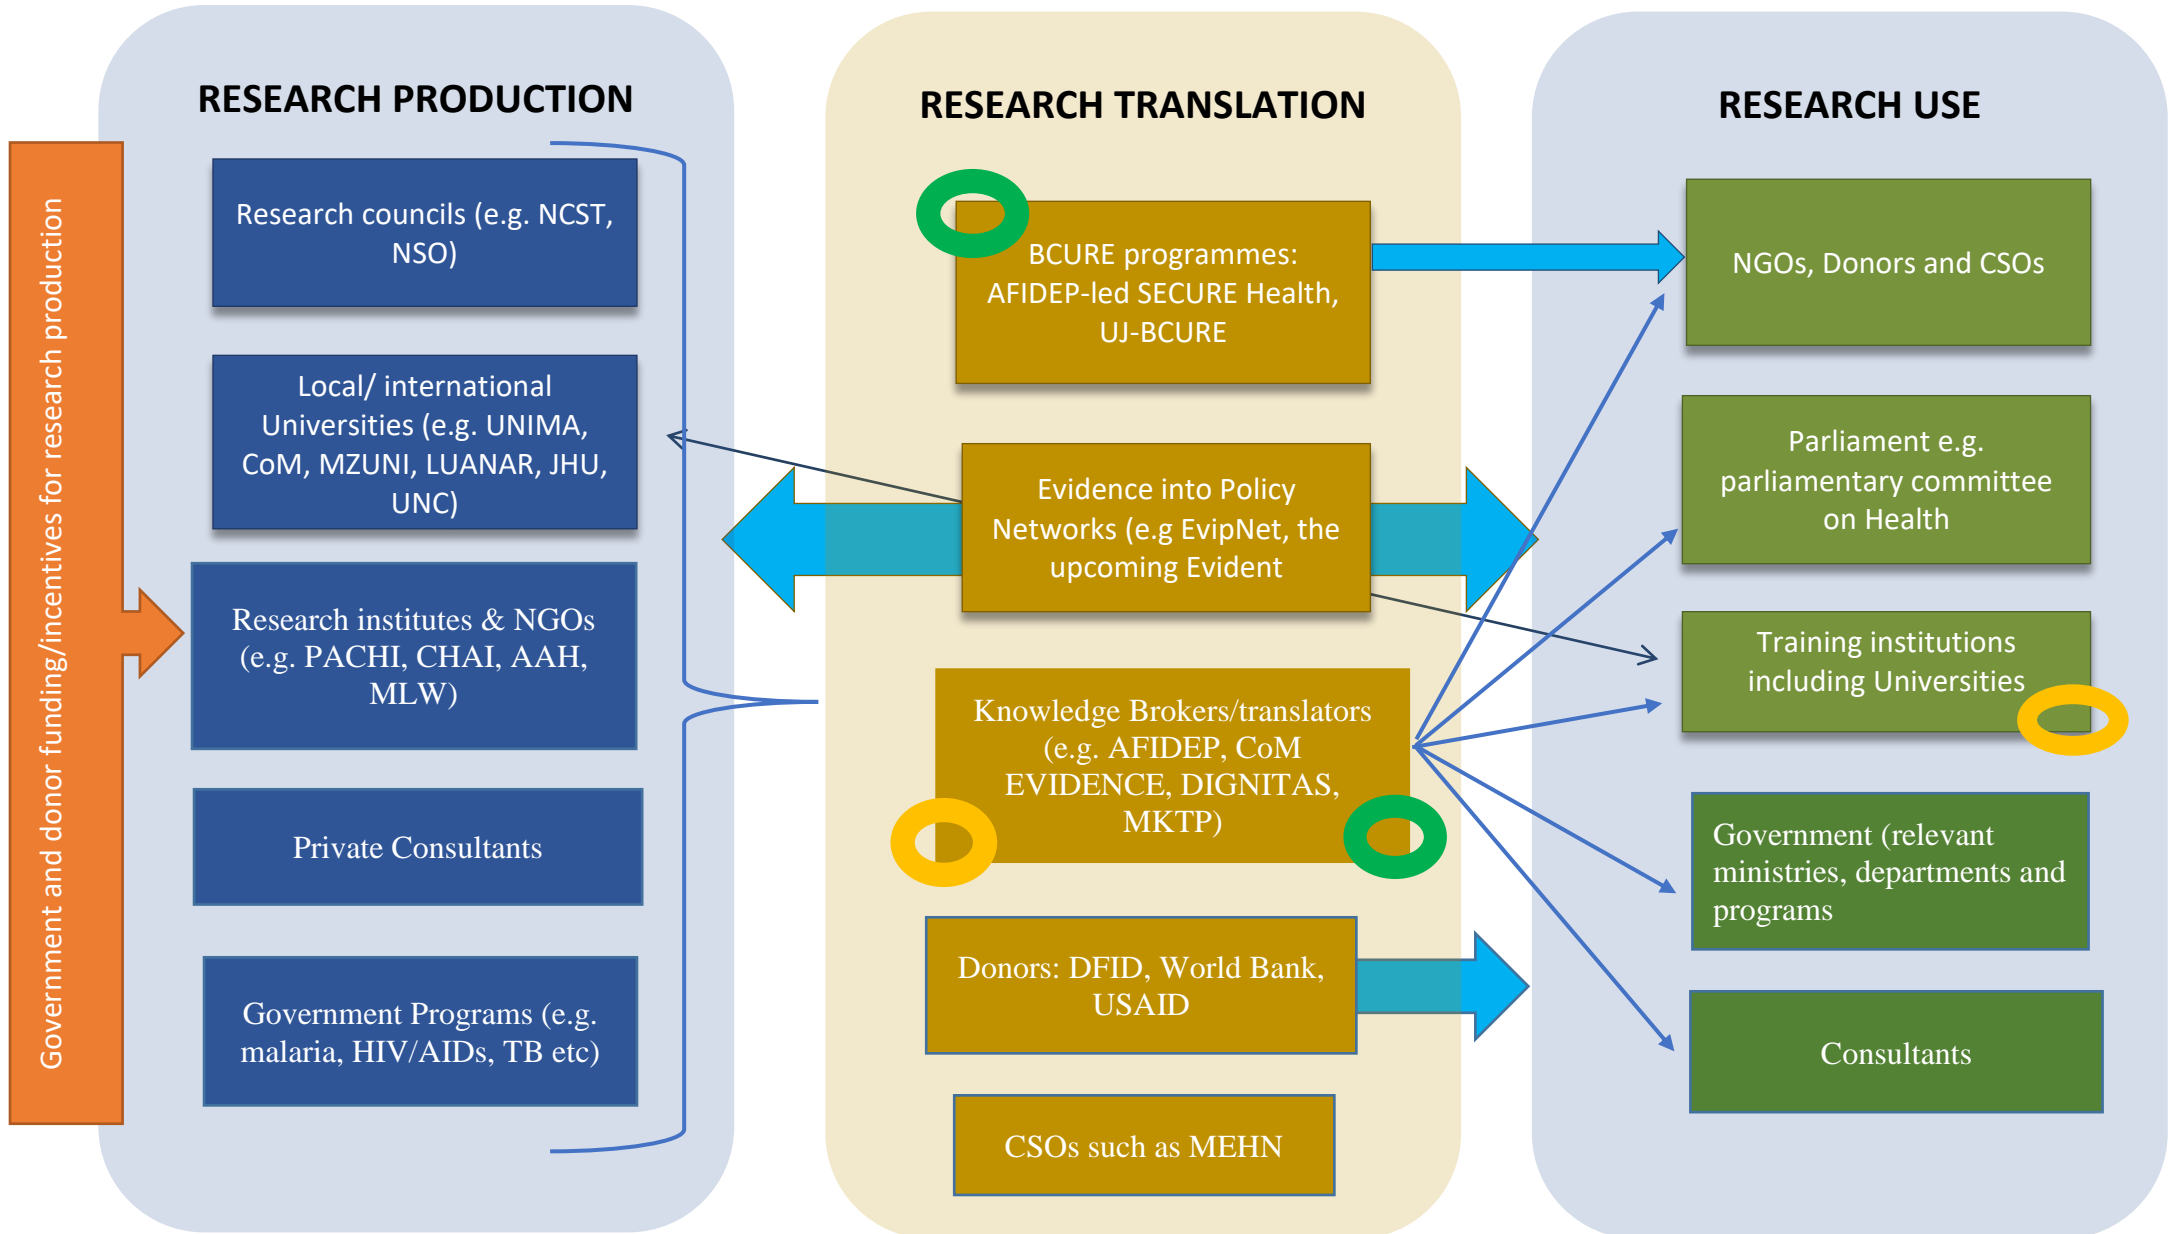 Government and donor funding/incentives for research production
RESEARCH PRODUCTION
Research councils (e.g. NCST,
NSO)
Local/ international
Universities (e.g. UNIMA,
CoM, MZUNI, LUANAR, JHU,
UNC)
Research institutes & NGOs
(e.g. PACHI, CHAI, AAH,
MLW)
Private Consultants
Government Programs (e.g.
malaria, HIV/AIDs, TB etc)
RESEARCH TRANSLATION
BCURE programmes:
AFIDEP-led SECURE Health,
UJ-BCURE
Evidence into Policy
Networks (e.g EvipNet, the
upcoming Evident
Knowledge Brokers/translators
(e.g. AFIDEP, CoM
EVIDENCE, DIGNITAS,
MKTP)
Donors: DFID, World Bank,
USAID
CSOs such as MEHN
RESEARCH USE
NGOs, Donors and CSOs
Parliament e.g.
parliamentary committee
on Health
Training institutions
including Universities
Government (relevant
ministries, departments and
programs
Consultants